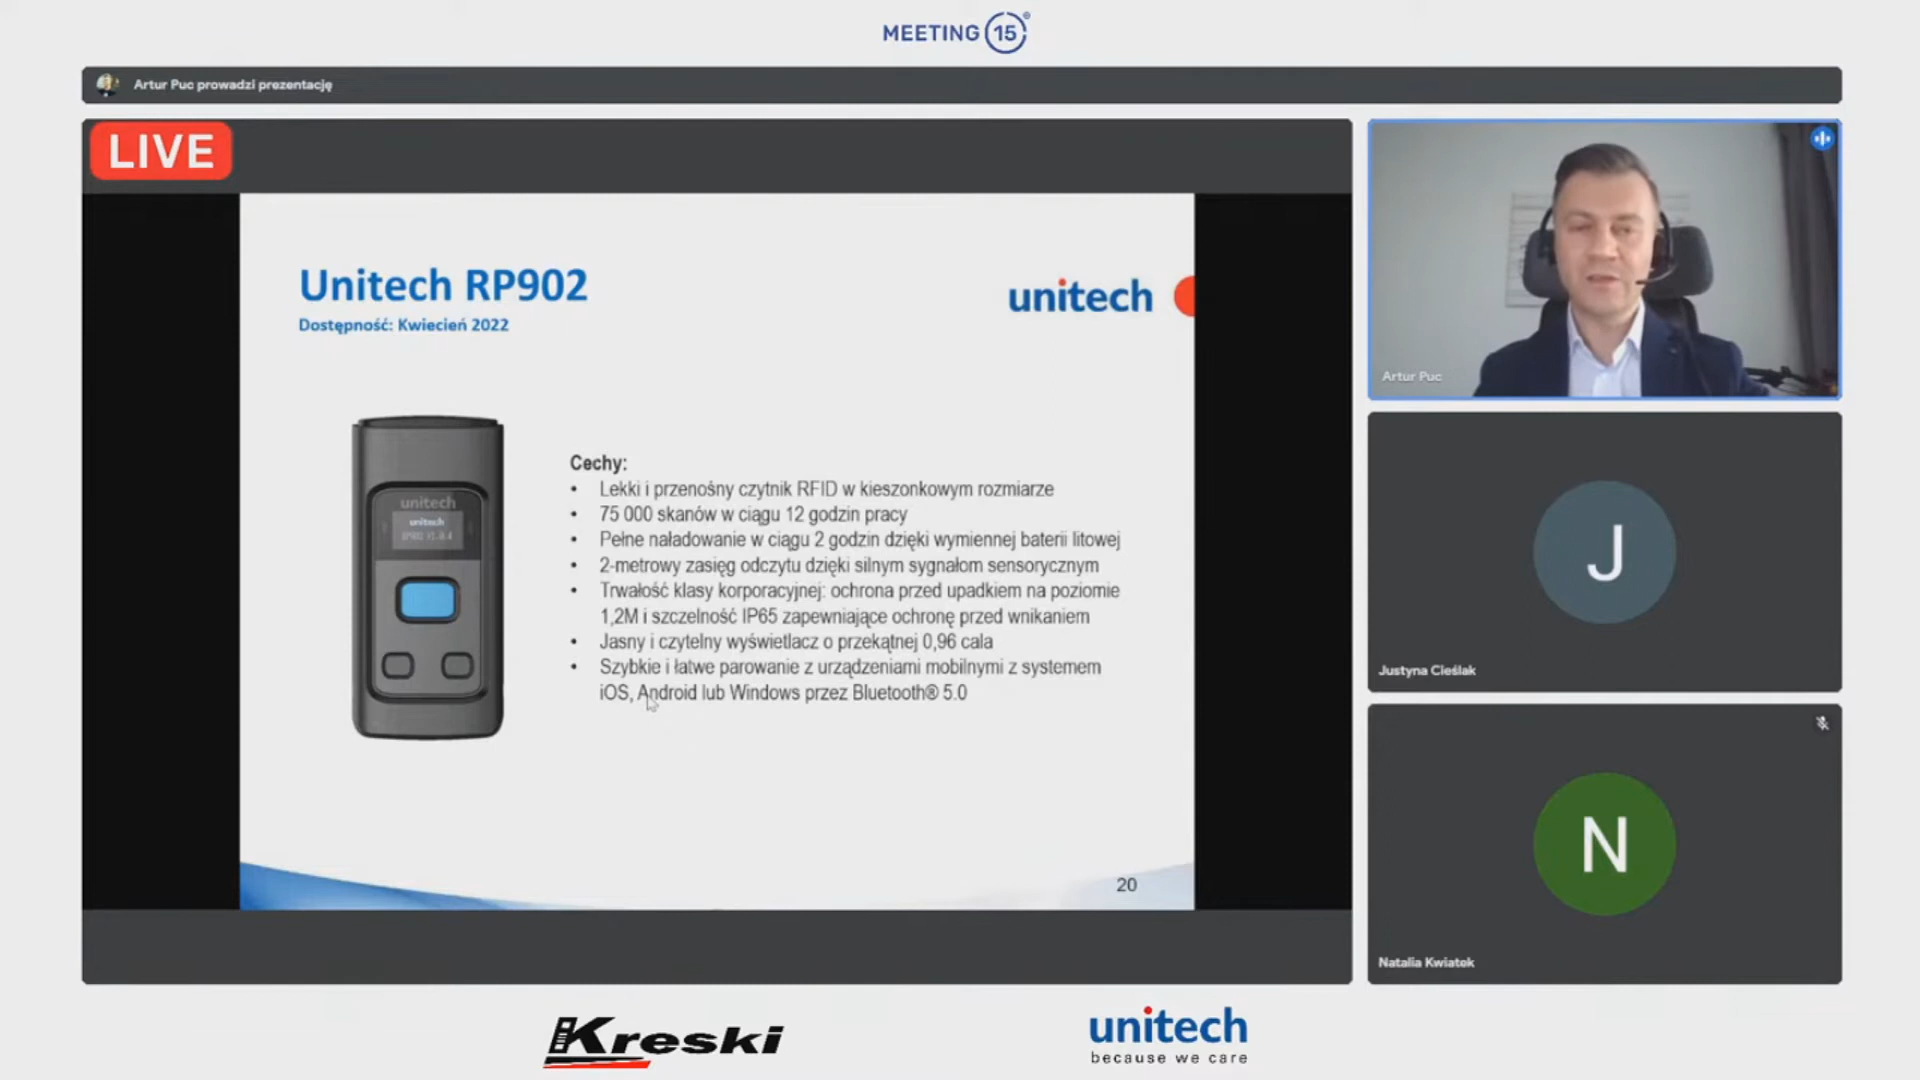 MEETING 15
Artur Puc prowadzi prezentację
LIVE
Unitech RP902
Dostępność: Kwiecień 2022
unitech
unitech
unitech
Cechy:
• Lekki i przenośny czytnik RFID w kieszonkowym rozmiarze
• 75 000 skanów w ciągu 12 godzin pracy
• Pełne naładowanie w ciągu 2 godzin dzięki wymiennej baterii litowej
• 2-metrowy zasięg odczytu dzięki silnym sygnałom sensorycznym
• Trwałość klasy korporacyjnej: ochrona przed upadkiem na poziomie
1,2M i szczelność IP65 zapewniające ochronę przed wnikaniem
• Jasny i czytelny wyświetlacz o przekątnej 0,96 cala
• Szybkie i łatwe parowanie z urządzeniami mobilnymi z systemem
iOS, Android lub Windows przez Bluetooth® 5.0
20
Artur Puc
J
Justyna Cieślak
N
Natalia Kwiatek
Kreski
unitech
because we care